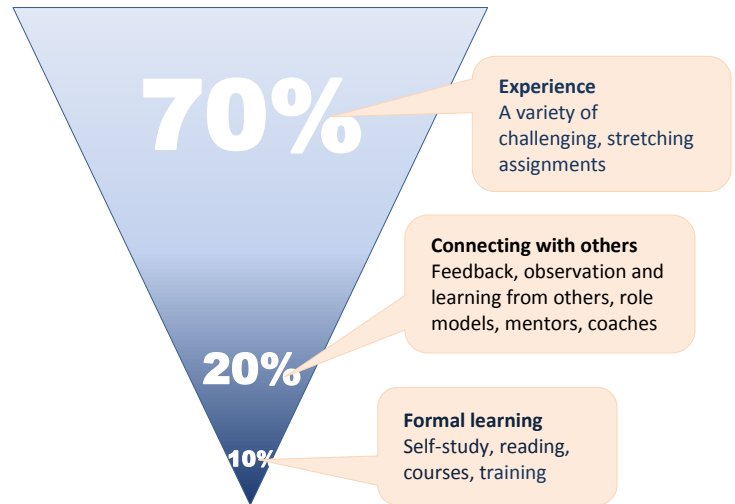 70%
Experience
A variety of
challenging, stretching
assignments
Connecting with others
Feedback, observation and
learning from others, role
models, mentors, coaches
20%
Formal learning
Self-study, reading,
courses, training
10%